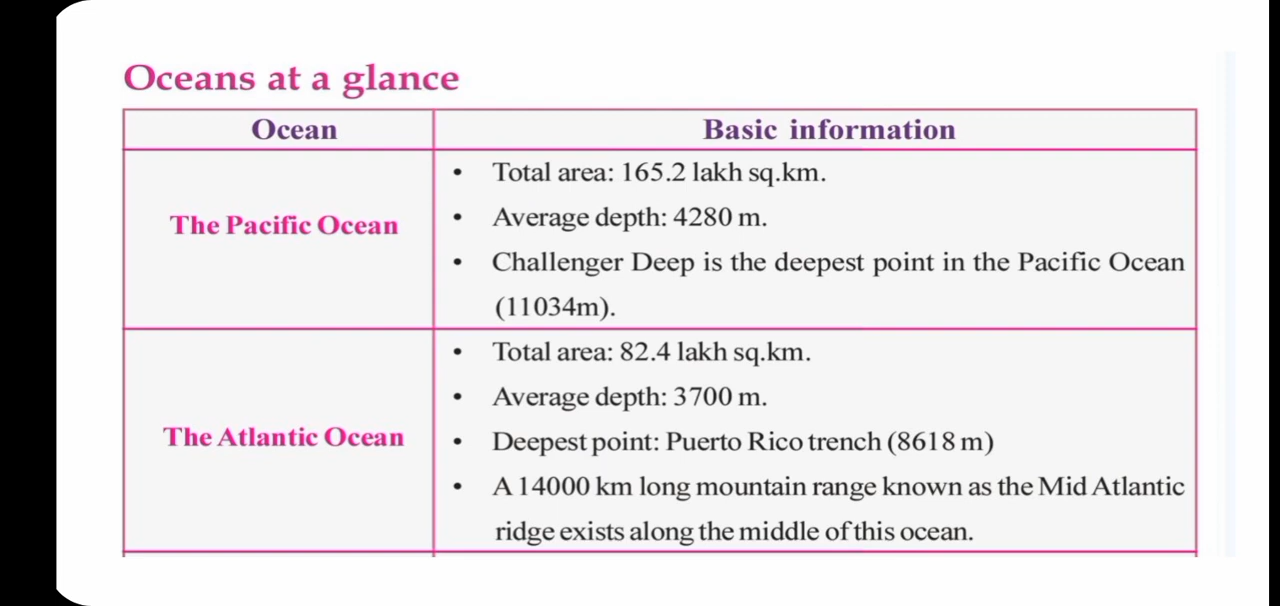 Oceans at a glance
Ocean
Basic information
The Pacific Ocean
• Total area: 165.2 lakh sq.km.
• Average depth: 4280 m.
• Challenger Deep is the deepest point in the Pacific Ocean
(11034m).
The Atlantic Ocean
• Total area: 82.4 lakh sq.km.
• Average depth: 3700 m.
• Deepest point: Puerto Rico trench (8618 m)
• A 14000 km long mountain range known as the Mid Atlantic
ridge exists along the middle of this ocean.